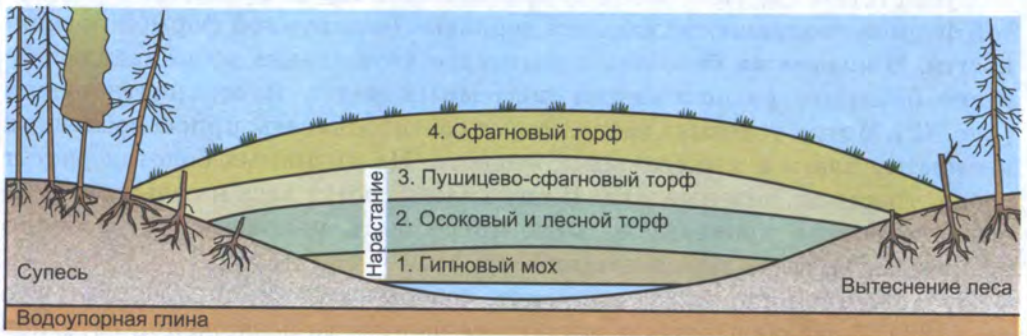 4. Сфагновый торф
3. Пушицево-сфагновый торф
Нарастание
2. Осоковый и лесной торф
1. Гипновый мох
Супесь
Вытеснение леса
Водоупорная глина